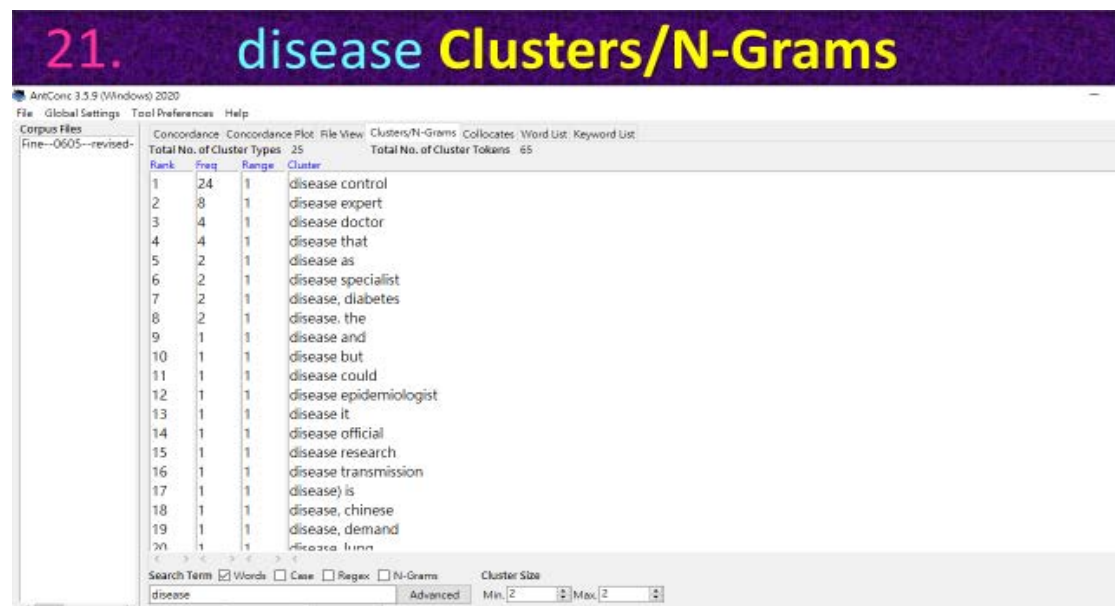 21. disease Clusters/N-Grams
AntConc 3.5.9 (Windows) 2020
File Global Settings Tool Preferences Help
Corpus Files
Fine--0605--revised-
Concordance Concordance Plot File View Clusters/N-Grams Collocates Word List Keyword List
Total No. of Cluster Types 25 Total No. of Cluster Tokens 65
Rank Freq Range Cluster
1 24 1 disease control
2 8 1 disease expert
3 4 1 disease doctor
4 4 1 disease that
5 2 1 disease as
6 2 1 disease specialist
7 2 1 disease, diabetes
8 2 1 disease. the
9 1 1 disease and
10 1 1 disease but
11 1 1 disease could
12 1 1 disease epidemiologist
13 1 1 disease it
14 1 1 disease official
15 1 1 disease research
16 1 1 disease transmission
17 1 1 disease) is
18 1 1 disease, chinese
19 1 1 disease, demand
20 1 1 disease, lung
Search Term Words Case Regex N-Grams Cluster Size
disease Advanced Min. 2 Max. 2